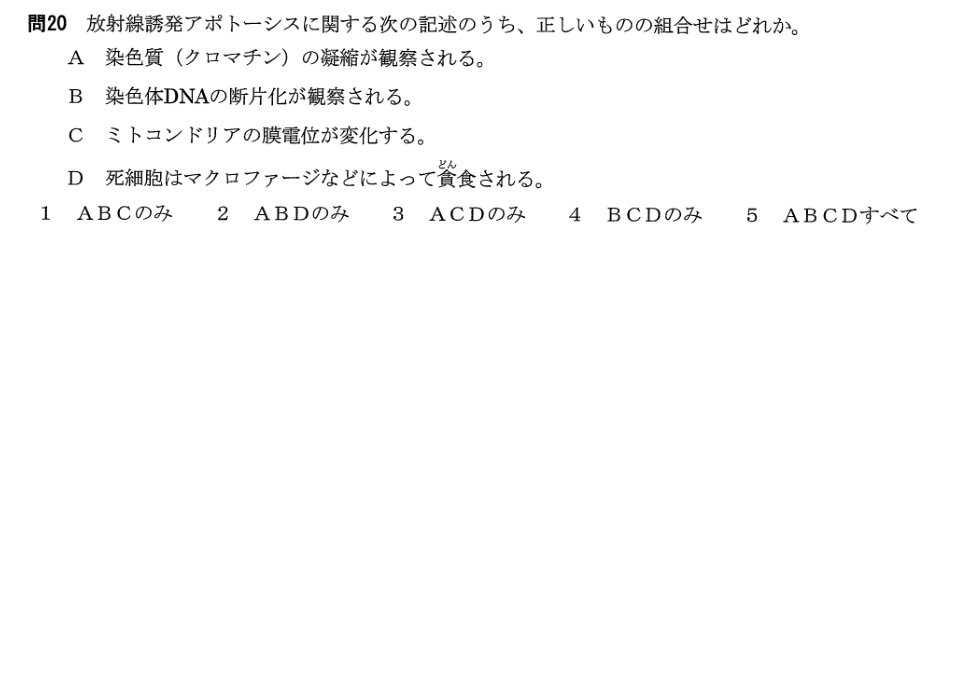 問20 放射線誘発アポトーシスに関する次の記述のうち、正しいものの組合せはどれか。
A 染色質（クロマチン）の凝縮が観察される。
B 染色体DNAの断片化が観察される。
C ミトコンドリアの膜電位が変化する。
どん
D 死細胞はマクロファージなどによって貪食される。
1 ABCのみ 2 ABDのみ 3 ACDのみ 4 BCDのみ 5 ABCDすべて